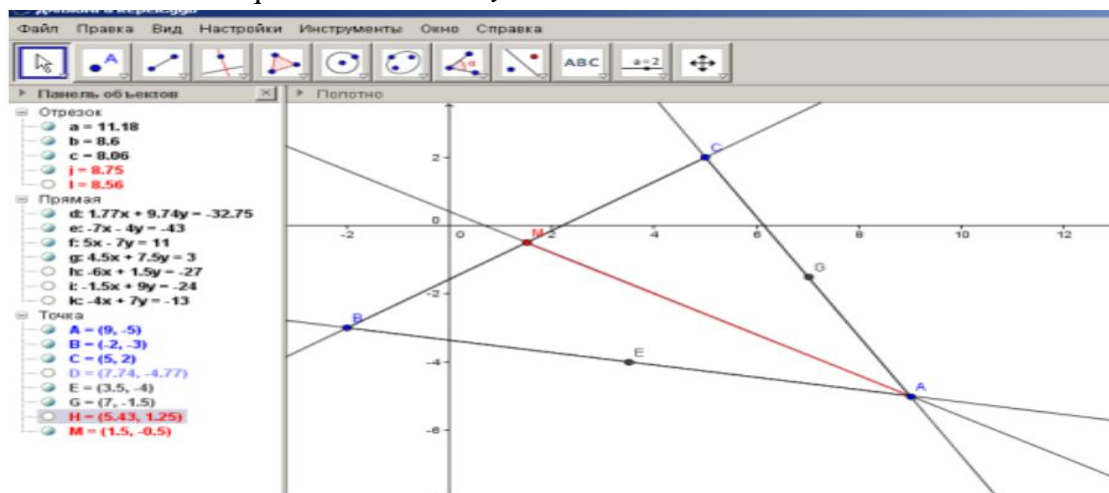 Файл Правка Вид Настройки Инструменты Окно Справка
A
α
ABC
a=2
Панель объектов
Полотно
Отрезок
a = 11.18
b = 8.6
c = 8.06
j = 8.75
l = 8.56
Прямая
d: 1.77x + 9.74y = -32.75
e: -7x - 4y = -43
f: 5x - 7y = 11
g: 4.5x + 7.5y = 3
h: -6x + 1.5y = -27
i: -1.5x + 9y = -24
k: -4x + 7y = -13
Точка
A = (9, -5)
B = (-2, -3)
C = (5, 2)
D = (7.74, -4.77)
E = (3.5, -4)
G = (7, -1.5)
H = (5.43, 1.25)
M = (1.5, -0.5)
2
C
0
-2 0 2 4 6 8 10 12
M
G
-2
B
E
-4
A
-6